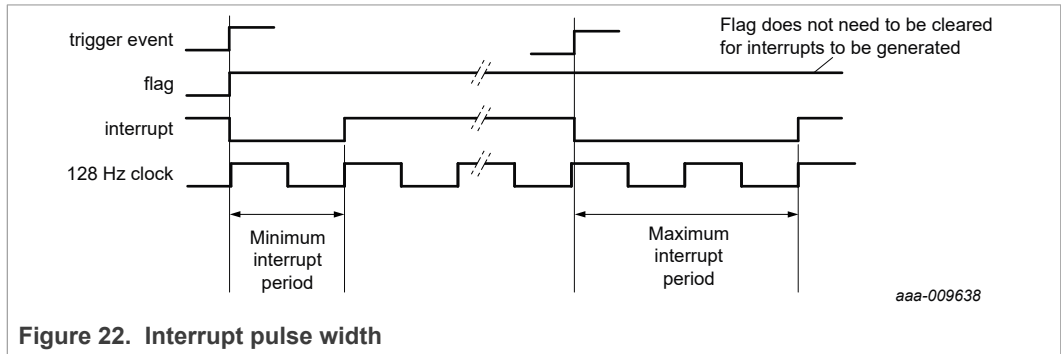 trigger event
Flag does not need to be cleared
for interrupts to be generated
flag
interrupt
128 Hz clock
Minimum
interrupt
period
Maximum
interrupt
period
aaa-009638
Figure 22. Interrupt pulse width